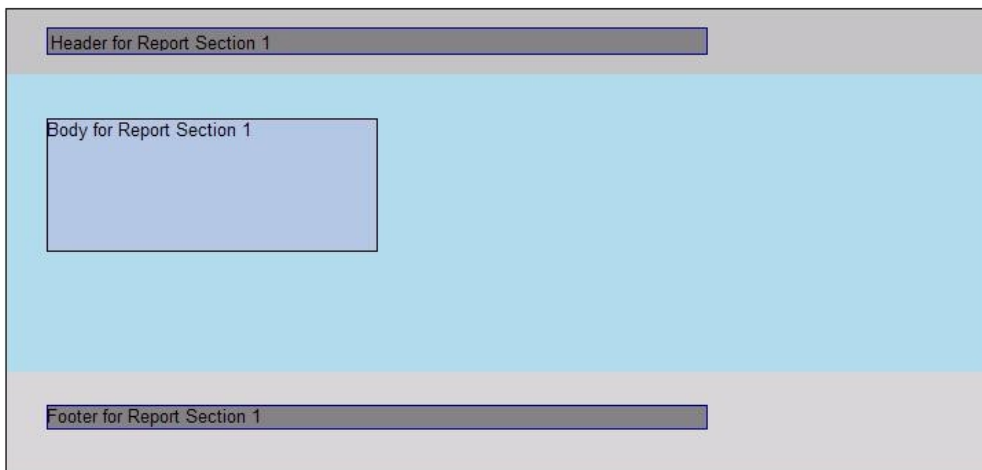 Header for Report Section 1
Body for Report Section 1
Footer for Report Section 1